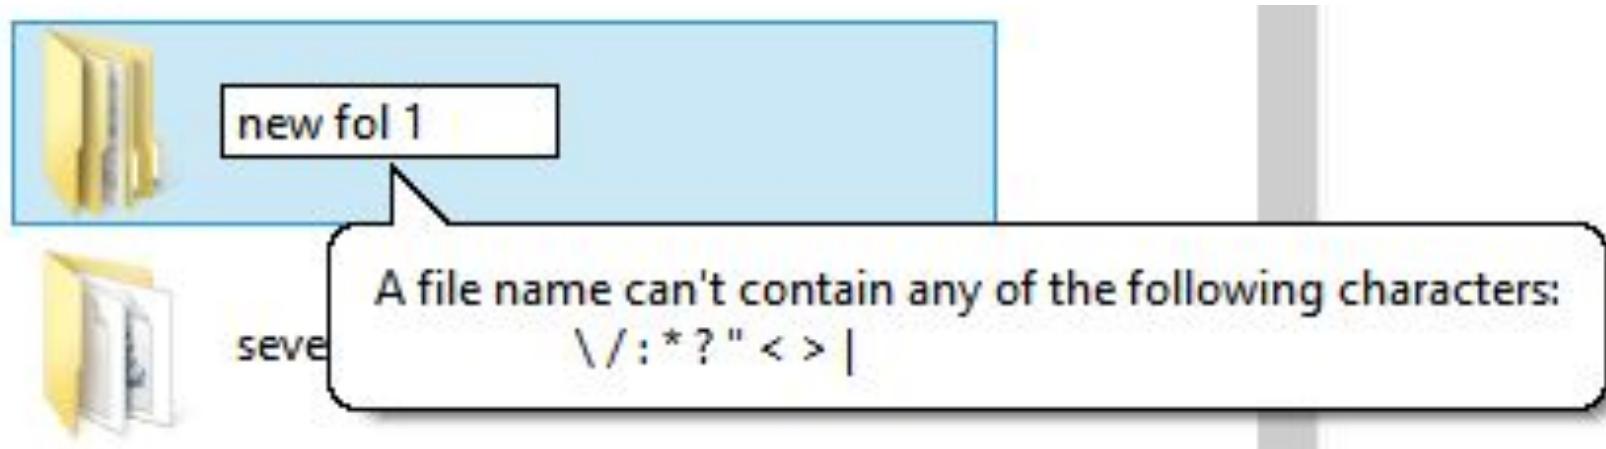 new fol 1
A file name can't contain any of the following characters:
\ / : * ? " < > |
seve